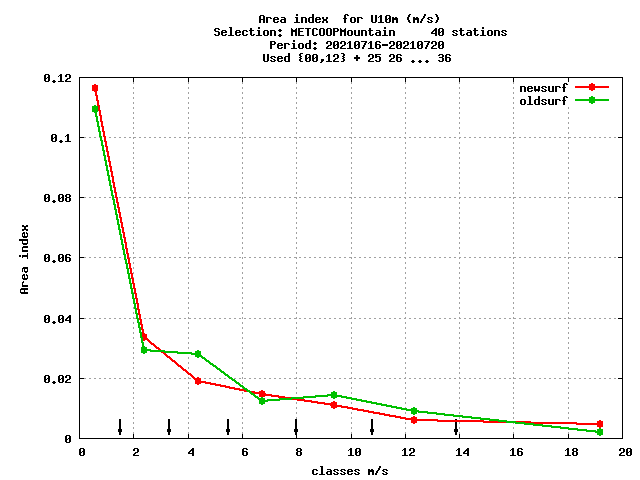 Area index  for U10m (m/s)
Selection: METCOOPMountain     40 stations
Period: 20210716-20210720
Used {00,12} + 25 26 ... 36
newsurf
oldsurf
0.12
0.1
0.08
0.06
0.04
0.02
0
Area index
0 2 4 6 8 10 12 14 16 18 20
classes m/s